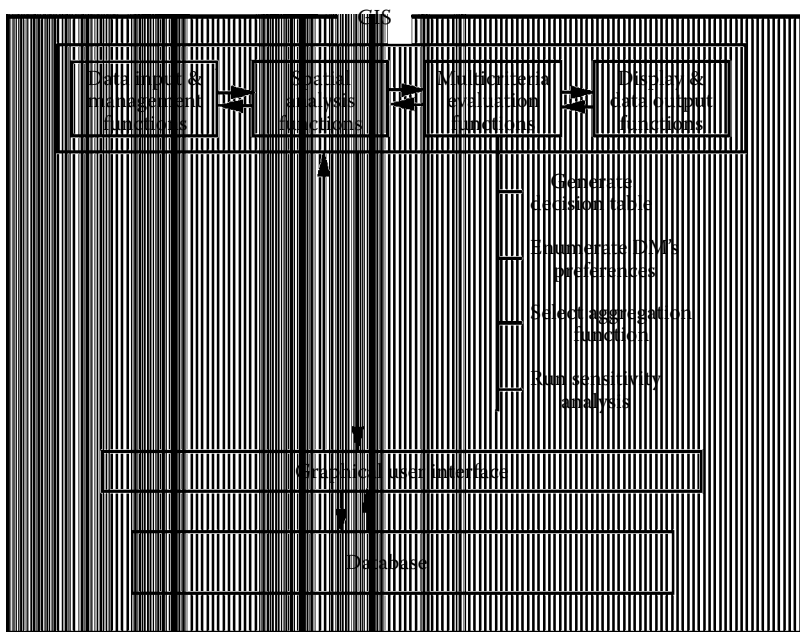 GIS
Data input &
management
functions
Spatial
analysis
functions
Multicriteria
evaluation
functions
Display &
data output
functions
Generate
decision table
Enumerate DM's
preferences
Select aggregation
function
Run sensitivity
analysis
Graphical user interface
Database